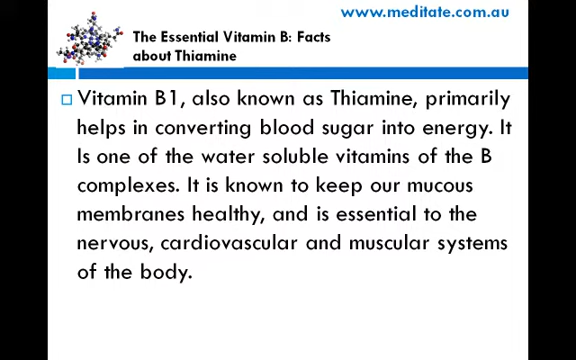 www.meditate.com.au
The Essential Vitamin B: Facts
about Thiamine
Vitamin B1, also known as Thiamine, primarily
helps in converting blood sugar into energy. It
Is one of the water soluble vitamins of the B
complexes. It is known to keep our mucous
membranes healthy, and is essential to the
nervous, cardiovascular and muscular systems
of the body.